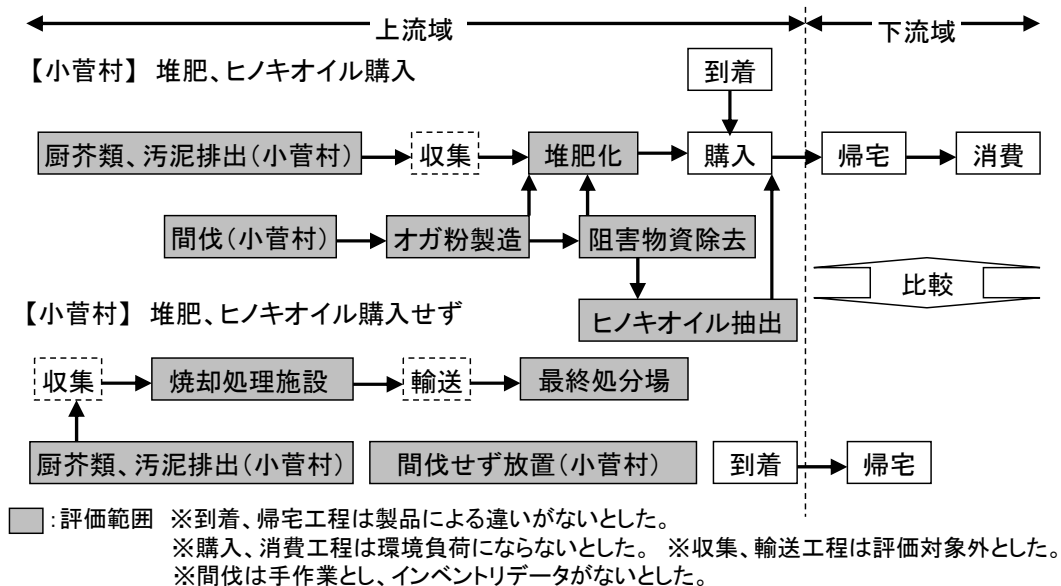 上流域 下流域
【小菅村】 堆肥、ヒノキオイル購入
到着
厨芥類、汚泥排出(小菅村) 収集 堆肥化 購入 帰宅 消費
間伐(小菅村) オガ粉製造 阻害物資除去
比較
ヒノキオイル抽出
【小菅村】 堆肥、ヒノキオイル購入せず
収集 焼却処理施設 輸送 最終処分場
厨芥類、汚泥排出(小菅村) 間伐せず放置(小菅村) 到着 帰宅
:評価範囲 ※到着、帰宅工程は製品による違いがないとした。
※購入、消費工程は環境負荷にならないとした。 ※収集、輸送工程は評価対象外とした。
※間伐は手作業とし、インベントリデータがないとした。